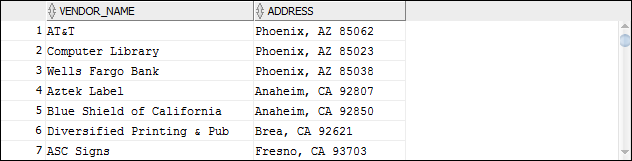 VENDOR_NAME ADDRESS
1 AT&T Phoenix, AZ 85062
2 Computer Library Phoenix, AZ 85023
3 Wells Fargo Bank Phoenix, AZ 85038
4 Aztek Label Anaheim, CA 92807
5 Blue Shield of California Anaheim, CA 92850
6 Diversified Printing & Pub Brea, CA 92621
7 ASC Signs Fresno, CA 93703